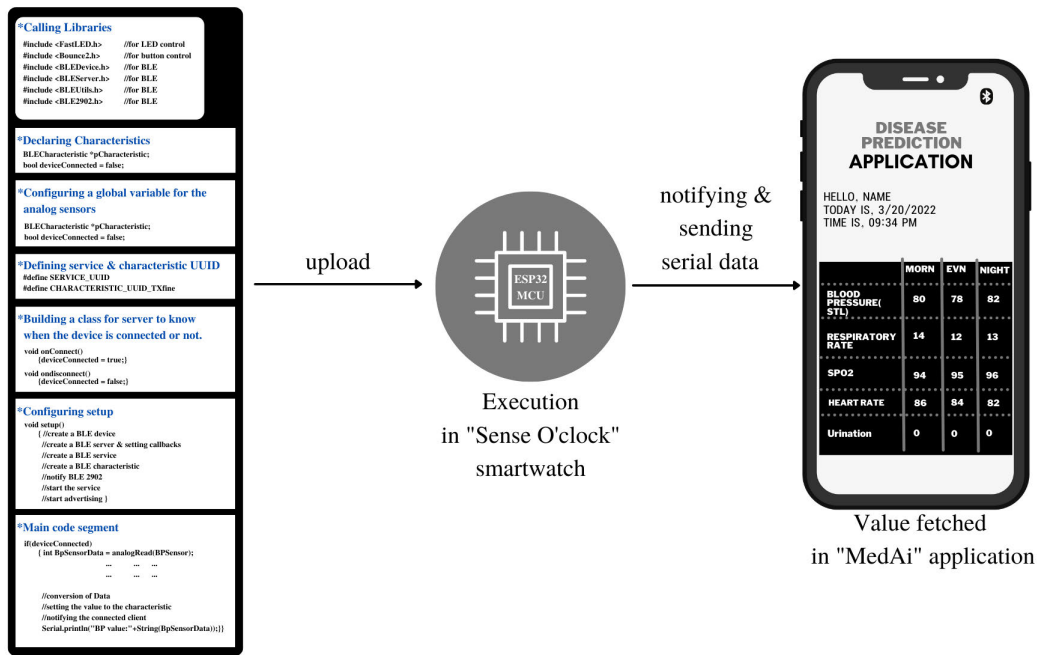 *Calling Libraries
#include <FastLED.h> //for LED control
#include <Bounce2.h> //for button control
#include <BLEDevice.h> //for BLE
#include <BLEServer.h> //for BLE
#include <BLEUtils.h> //for BLE
#include <BLE2902.h> //for BLE
*Declaring Characteristics
BLECharacteristic *pCharacteristic;
bool deviceConnected = false;
*Configuring a global variable for the
analog sensors
BLECharacteristic *pCharacteristic;
bool deviceConnected = false;
*Defining service & characteristic UUID
#define SERVICE_UUID
#define CHARACTERISTIC_UUID_TXfine
*Building a class for server to know
when the device is connected or not.
void onConnect()
{deviceConnected = true;}
void ondisconnect()
{deviceConnected = false;}
*Configuring setup
void setup()
{ //create a BLE device
//create a BLE server & setting callbacks
//create a BLE service
//create a BLE characteristic
//notify BLE 2902
//start the service
//start advertising }
*Main code segment
if(deviceConnected)
{ int BpSensorData = analogRead(BPSensor);
... ... ...
... ... ...
//conversion of Data
//setting the value to the characteristic
//notifying the connected client
Serial.println("BP value:"+String(BpSensorData));}}
upload
ESP32
MCU
Execution
in "Sense O'clock"
smartwatch
notifying &
sending
serial data
DISEASE
PREDICTION
APPLICATION
HELLO, NAME
TODAY IS, 3/20/2022
TIME IS, 09:34 PM
MORN EVN NIGHT
BLOOD
PRESSURE( 80 78 82
STL)
RESPIRATORY 14 12 13
RATE
SPO2 94 95 96
HEART RATE 86 84 82
Urination 0 0 0
Value fetched
in "MedAi" application